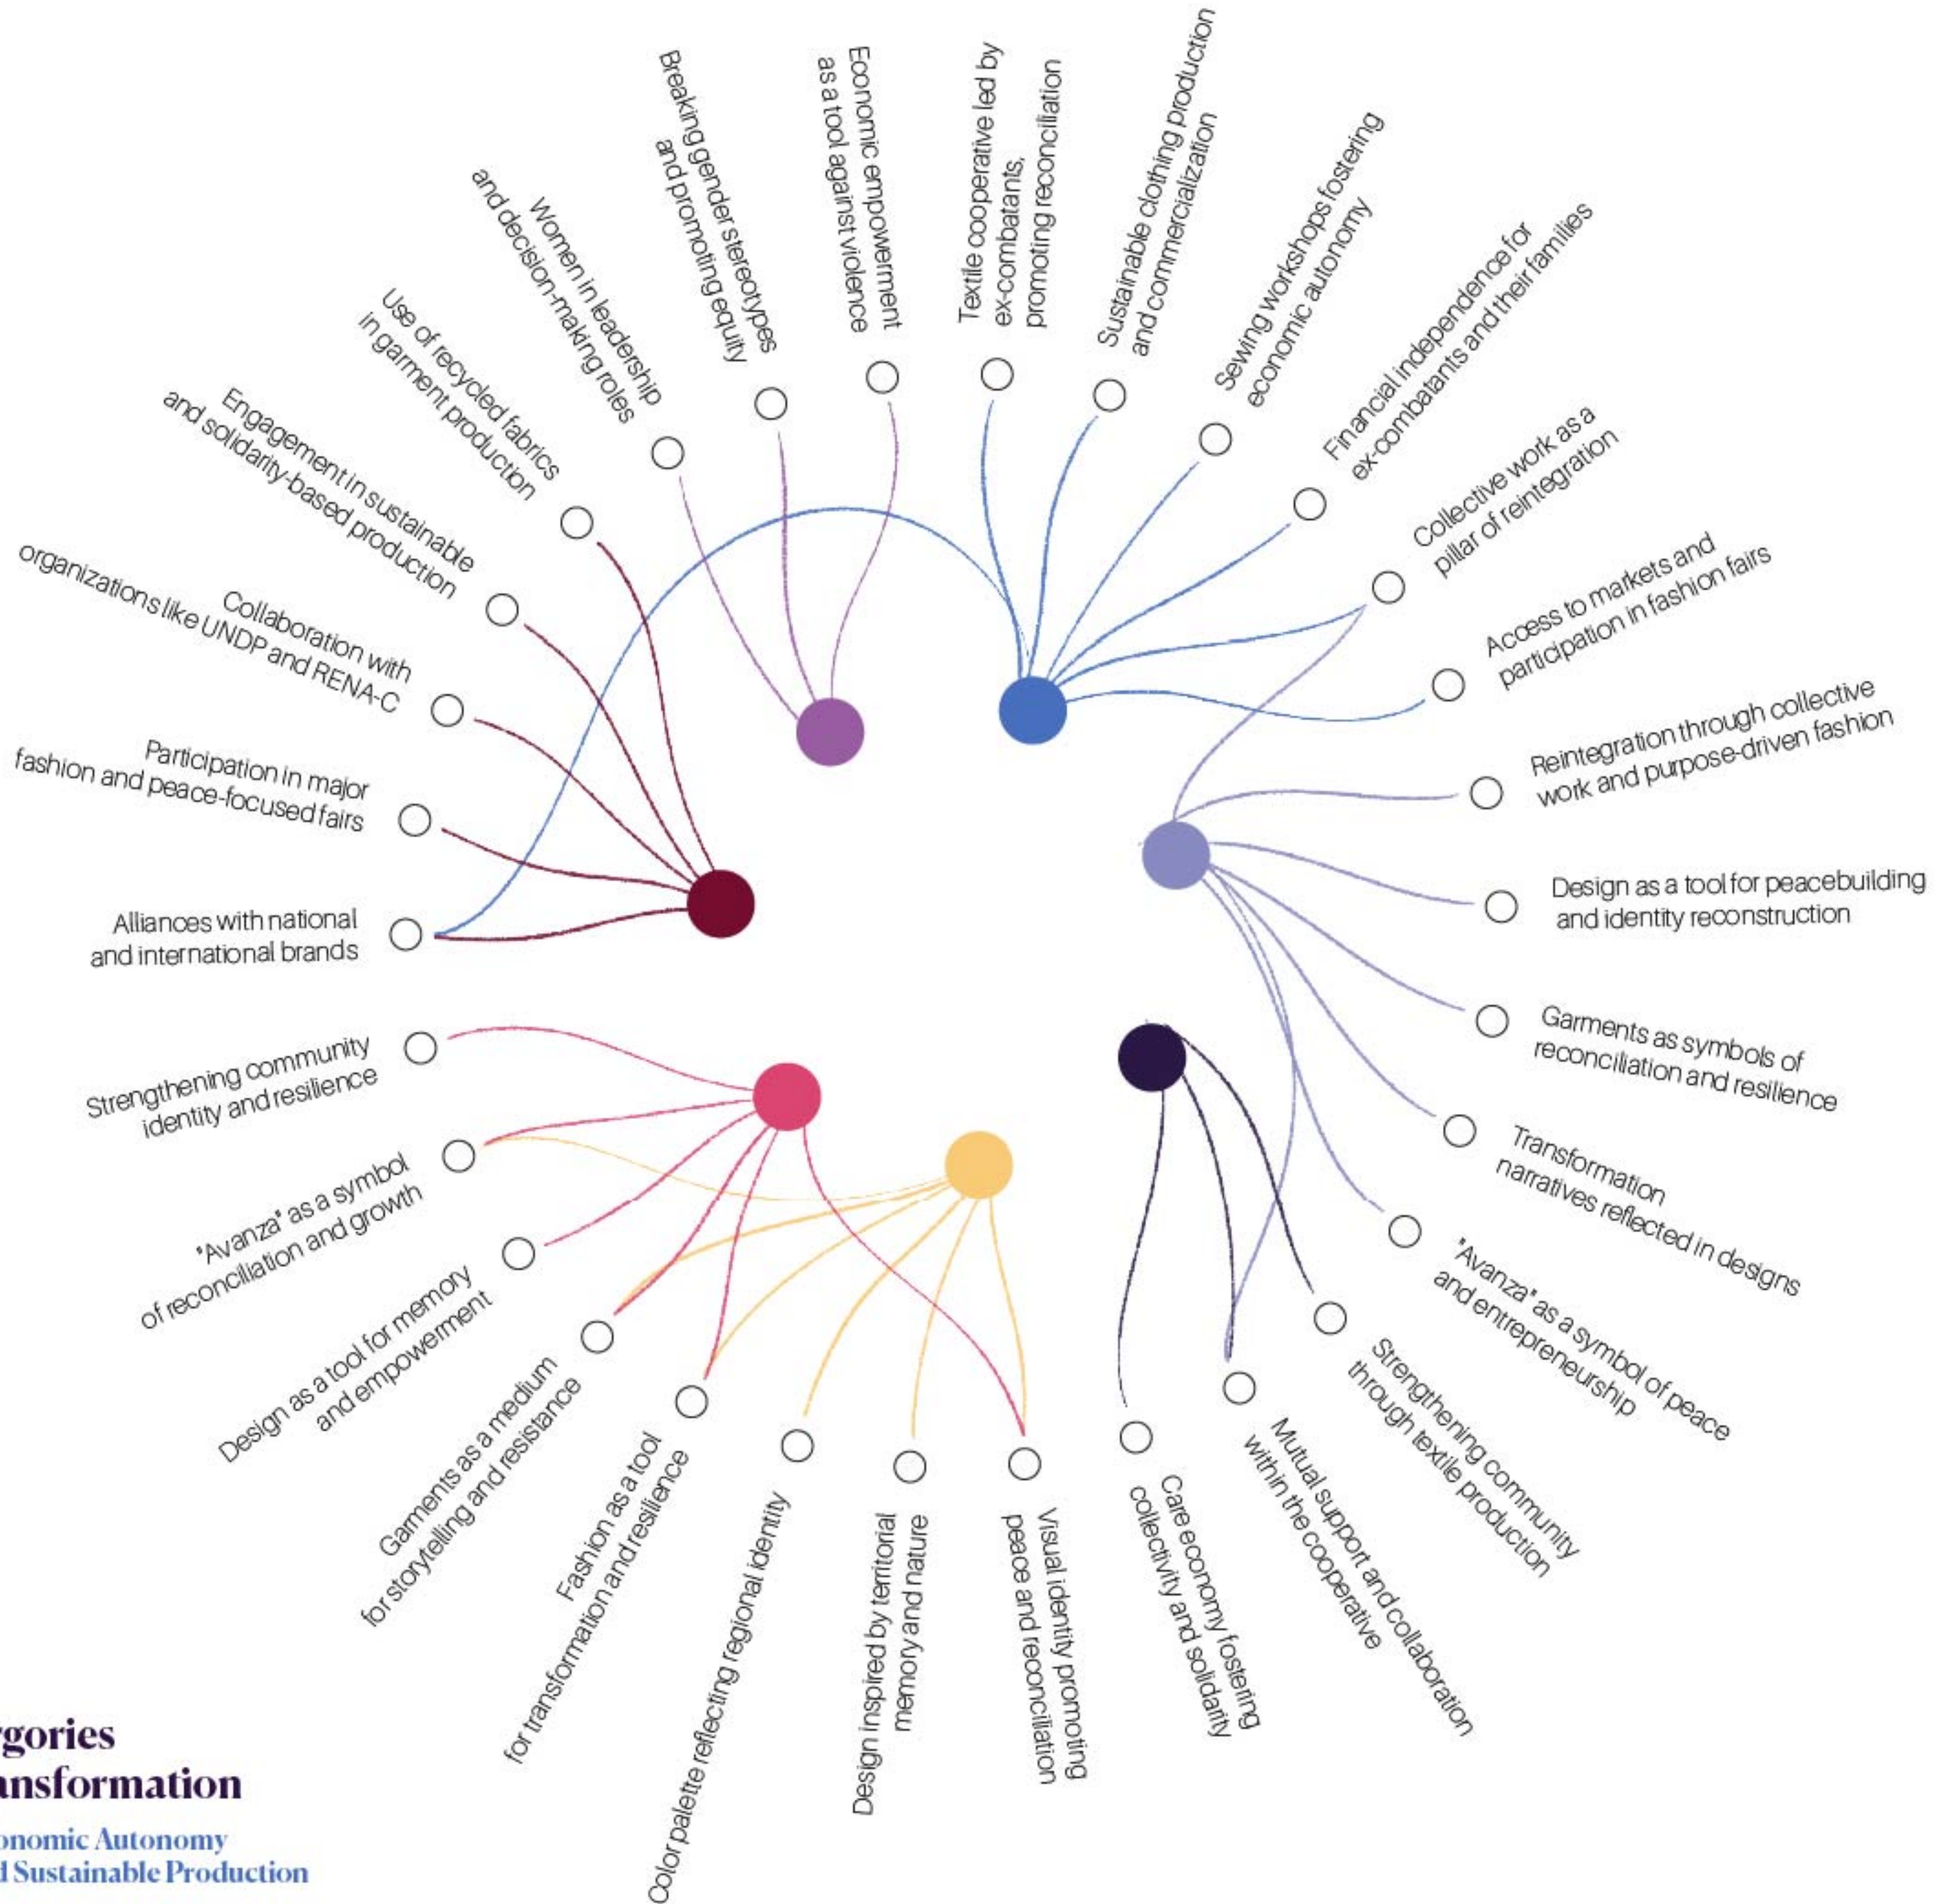 Textile cooperative led by
ex-combatants,
promoting reconciliation
Sustainable clothing production
and commercialization
Sewing workshops fostering
economic autonomy
Financial independence for
ex-combatants and their families
Collective work as a
pillar of reintegration
Access to markets and
participation in fashion fairs
Reintegration through collective
work and purpose-driven fashion
Design as a tool for peacebuilding
and identity reconstruction
Garments as symbols of
reconciliation and resilience
Transformation
narratives reflected in designs
"Avanza" as a symbol of peace
and entrepreneurship
Strengthening community
through textile production
Mutual support and collaboration
within the cooperative
Care economy fostering
collectivity and solidarity
Visual identity promoting
peace and reconciliation
Design inspired by territorial
memory and nature
Color palette reflecting regional identity
Fashion as a tool
for transformation and resilience
Garments as a medium
for storytelling and resistance
Design as a tool for memory
and empowerment
"Avanza" as a symbol
of reconciliation and growth
Strengthening community
identity and resilience
Alliances with national
and international brands
Participation in major
fashion and peace-focused fairs
Collaboration with
organizations like UNDP and RENA-C
Engagement in sustainable
and solidarity-based production
Use of recycled fabrics
in garment production
Women in leadership
and decision-making roles
Breaking gender stereotypes
and promoting equity
Economic empowerment
as a tool against violence
gories
ansformation
onomic Autonomy
d Sustainable Production